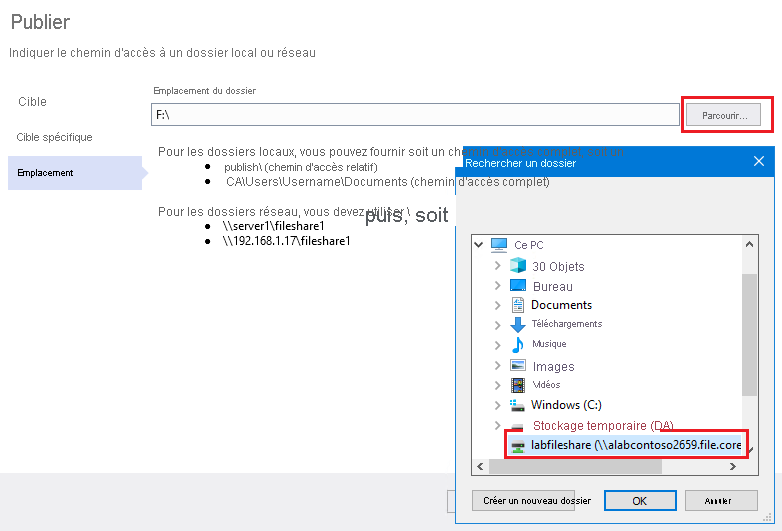 Publier
Indiquer le chemin d'accès à un dossier local ou réseau
Cible
Cible spécifique
Emplacement
Emplacement du dossier
F:\
Parcourir...
Pour les dossiers locaux, vous pouvez fournir soit un chemin
publish\ (chemin d'accès relatif)
CA\Users\Username\Documents (chemin d'accès complet)
Pour les dossiers réseau, vous devez utiliser \
puis, soit
\\server1\fileshare1
\\192.168.1.17\fileshare1
Rechercher un dossier
Ce PC
30 Objets
Bureau
Documents
Téléchargements
Musique
Images
Vidéos
Windows (C:)
Stockage temporaire (DA)
labfileshare (\\alabcontoso2659.file.core
Créer un nouveau dossier
OK
Annuler